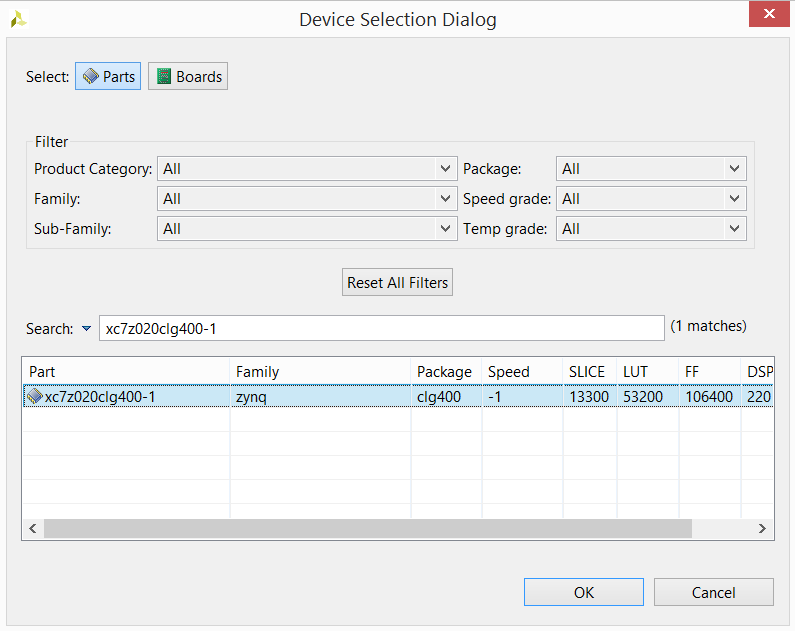 Device Selection Dialog
Select: Parts Boards
Filter
Product Category: All Package: All
Family: All Speed grade: All
Sub-Family: All Temp grade: All
Reset All Filters
Search: xc7z020clg400-1 (1 matches)
Part Family Package Speed SLICE LUT FF DSP
xc7z020clg400-1 zynq clg400 -1 13300 53200 106400 220
OK Cancel